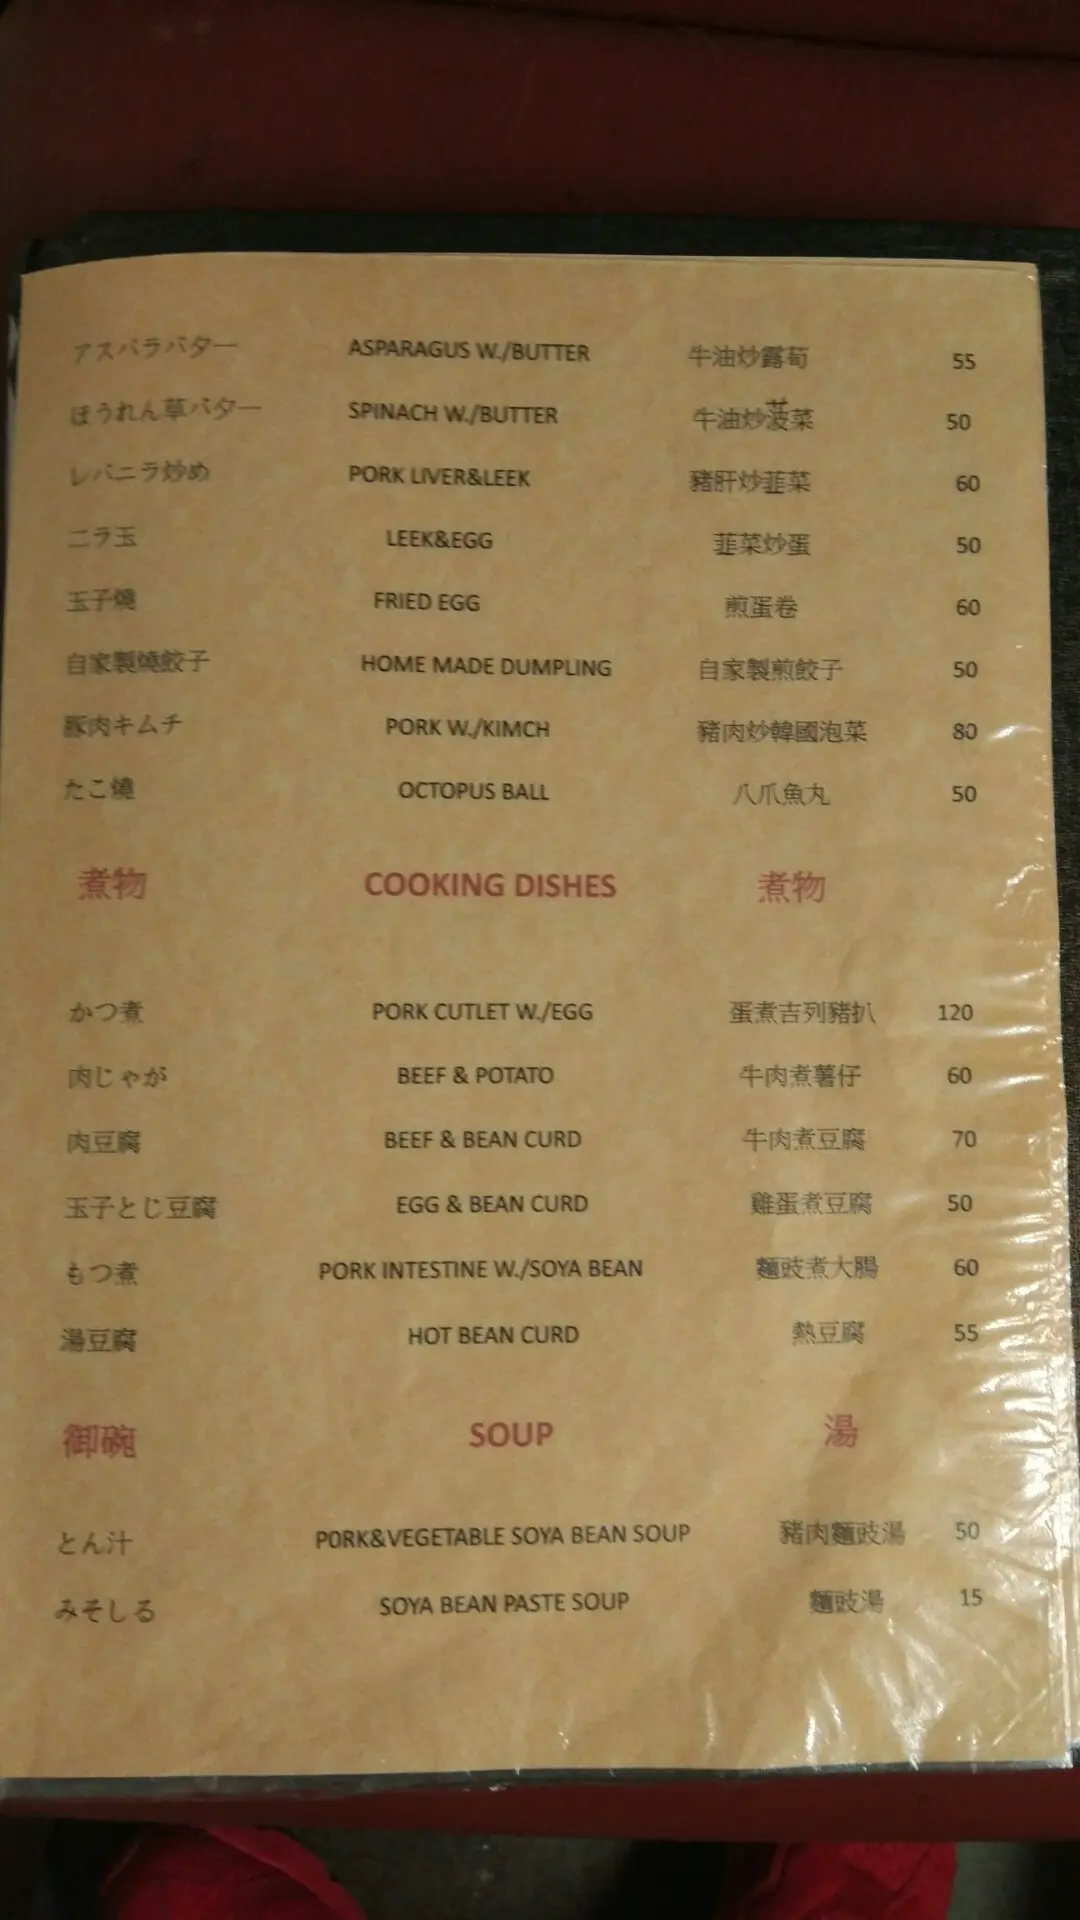 アスパラバター ASPARAGUS W./BUTTER 牛油炒露荀 55
ほうれん草バター SPINACH W./BUTTER 牛油炒菠菜 50
レバニラ炒め PORK LIVER&LEEK 豬肝炒韮菜 60
ニラ玉 LEEK&EGG 韮菜炒蛋 50
玉子燒 FRIED EGG 煎蛋卷 60
自家製燒餃子 HOME MADE DUMPLING 自家製煎餃子 50
豚肉キムチ PORK W./KIMCH 豬肉炒韓國泡菜 80
たこ燒 OCTOPUS BALL 八爪魚丸 50
煮物 COOKING DISHES 煮物
かつ煮 PORK CUTLET W./EGG 蛋煮吉列豬扒 120
肉じゃが BEEF & POTATO 牛肉煮薯仔 60
肉豆腐 BEEF & BEAN CURD 牛肉煮豆腐 70
玉子とじ豆腐 EGG & BEAN CURD 雞蛋煮豆腐 50
もつ煮 PORK INTESTINE W./SOYA BEAN 麵豉煮大腸 60
湯豆腐 HOT BEAN CURD 熱豆腐 55
御碗 SOUP 湯
とん汁 PORK&VEGETABLE SOYA BEAN SOUP 豬肉麵豉湯 50
みそしる SOYA BEAN PASTE SOUP 麵豉湯 15